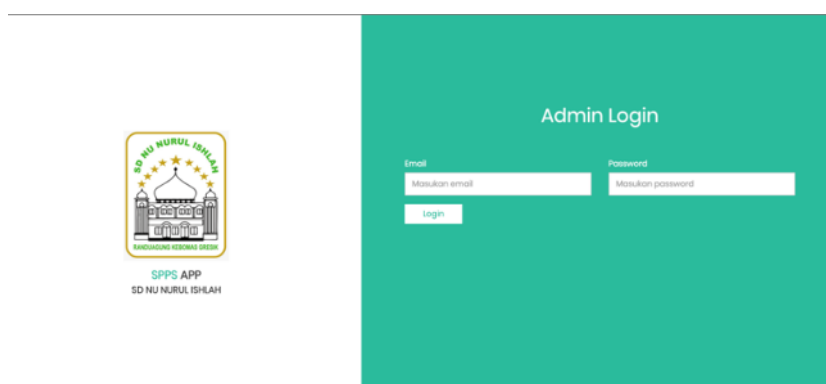 SD NU NURUL ISHLAH
RANDUAGUNG KEBOMAS GRESIK
SPPS APP
SD NU NURUL ISHLAH
Admin Login
Email
Password
Masukan email
Masukan password
Login